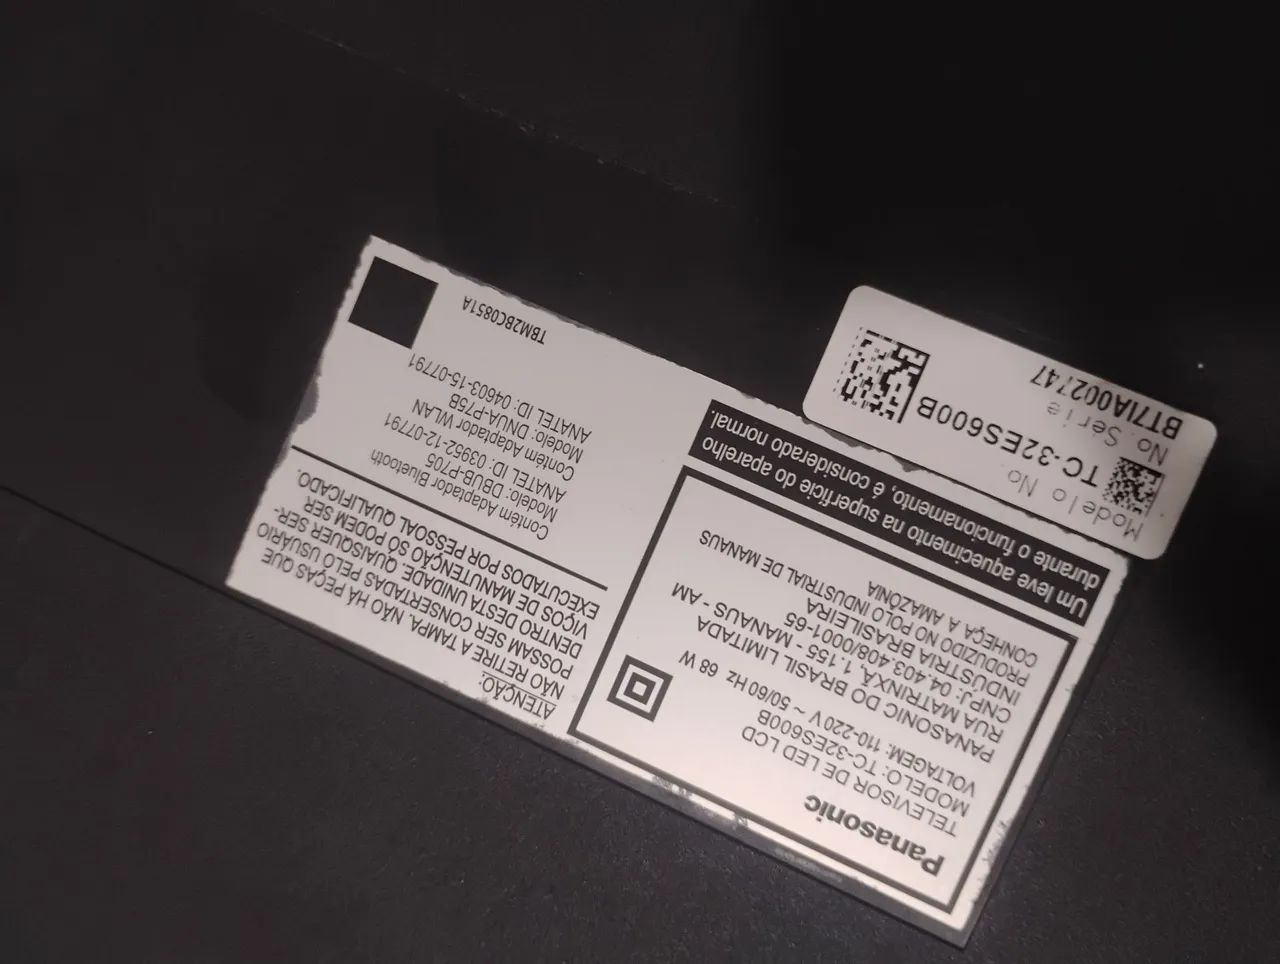 Panasonic
TELEVISOR DE LED LCD
MODELO: TC-32ES600B
VOLTAGEM: 110-220V ~ 50/60Hz 68 W
PANASONIC DO BRASIL LIMITADA
RUA MATRINXÃ, 1.155 - MANAUS - AM
CNPJ: 04.403.408/0001-65
INDÚSTRIA BRASILEIRA
PRODUZIDO NO POLO INDUSTRIAL DE MANAUS
CONHEÇA A AMAZÔNIA
Um leve aquecimento na superfície do aparelho
durante o funcionamento, é considerado normal.
ATENÇÃO:
NÃO RETIRE A TAMPA. NÃO HÁ PEÇAS QUE
POSSAM SER CONSERTADAS PELO USUÁRIO
DENTRO DESTA UNIDADE. QUAISQUER SER-
VIÇOS DE MANUTENÇÃO SÓ PODEM SER
EXECUTADOS POR PESSOAL QUALIFICADO.
Contém Adaptador Bluetooth
Modelo: DBUB-P705
ANATEL ID: 03952-12-07791
Contém Adaptador WLAN
Modelo: DNUA-P75B
ANATEL ID: 04603-15-07791
TBM2BC0851A
Modelo No.
TC-32ES600B
No. Serie
BT7IA002747